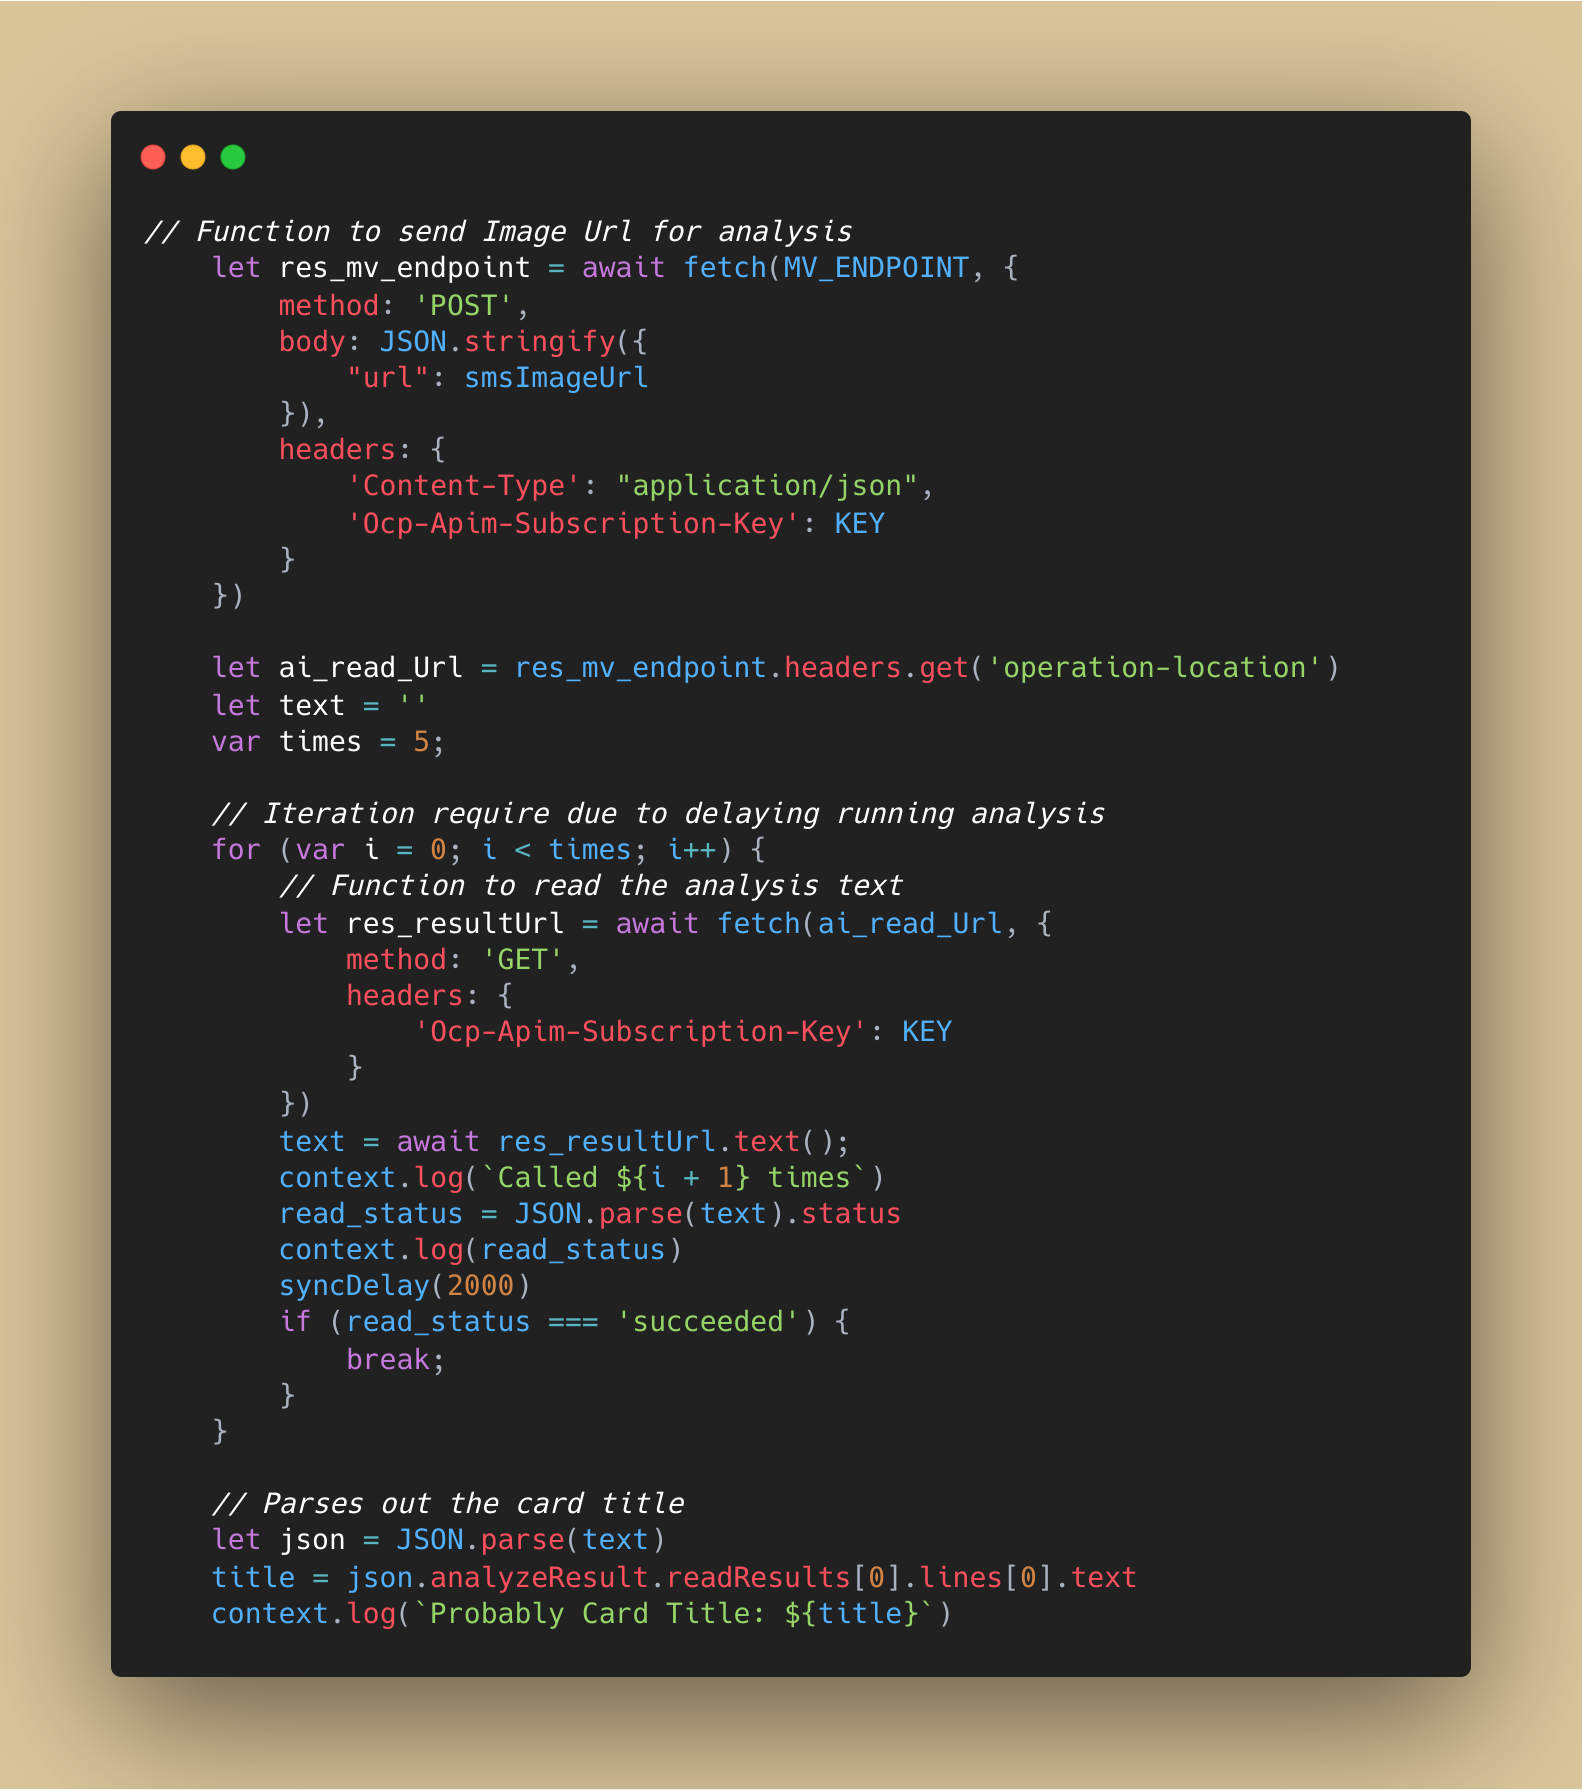 // Function to send Image Url for analysis
    let res_mv_endpoint = await fetch(MV_ENDPOINT, {
        method: 'POST',
        body: JSON.stringify({
            "url": smsImageUrl
        }),
        headers: {
            'Content-Type': "application/json",
            'Ocp-Apim-Subscription-Key': KEY
        }
    })

    let ai_read_Url = res_mv_endpoint.headers.get('operation-location')
    let text = ''
    var times = 5;

    // Iteration require due to delaying running analysis
    for (var i = 0; i < times; i++) {
        // Function to read the analysis text
        let res_resultUrl = await fetch(ai_read_Url, {
            method: 'GET',
            headers: {
                'Ocp-Apim-Subscription-Key': KEY
            }
        })
        text = await res_resultUrl.text();
        context.log(`Called ${i + 1} times`)
        read_status = JSON.parse(text).status
        context.log(read_status)
        syncDelay(2000)
        if (read_status === 'succeeded') {
            break;
        }
    }

    // Parses out the card title
    let json = JSON.parse(text)
    title = json.analyzeResult.readResults[0].lines[0].text
    context.log(`Probably Card Title: ${title}`)